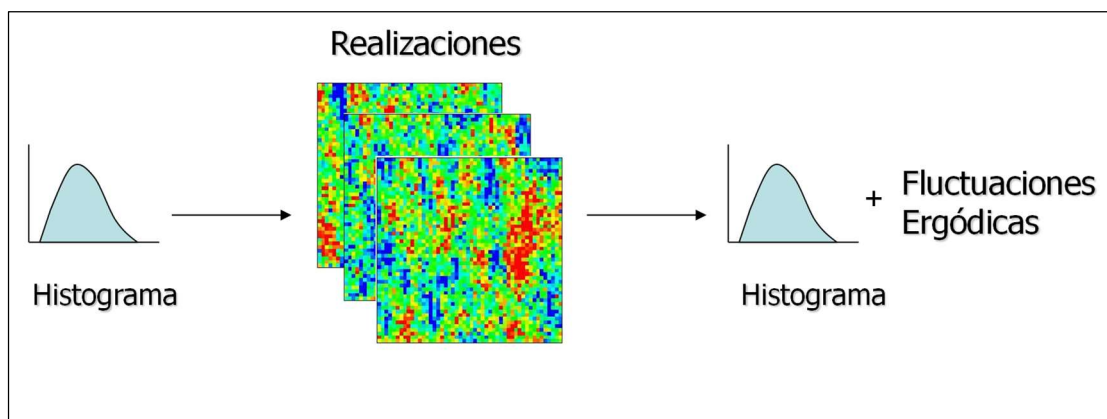 Realizaciones
Histograma
Histograma
+
Fluctuaciones
Ergódicas